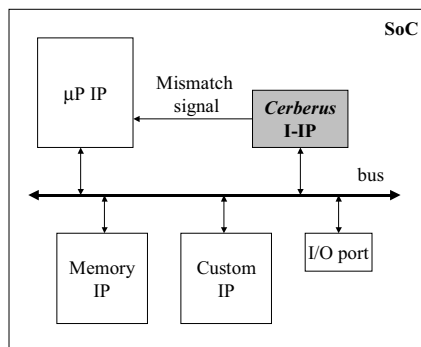 SoC
μP IP
Mismatch
signal
Cerberus
I-IP
bus
Memory
IP
Custom
IP
I/O port